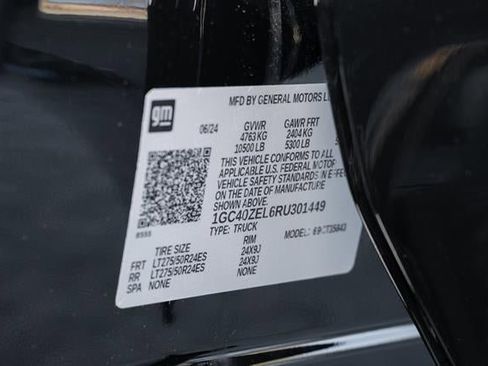 gm
MFD BY GENERAL MOTORS L
06/24 GVWR GAWR FRT
4763 KG 2404 KG
10500 LB 5300 LB
THIS VEHICLE CONFORMS TO ALL
APPLICABLE U.S. FEDERAL MOTOR
VEHICLE SAFETY STANDARDS IN EFFE
ON THE DATE OF MANUFACTURE
SHOWN ABOVE.
1GC40ZEL6RU301449
TYPE: TRUCK MODEL:
TIRE SIZE RIM
FRT LT275/50R24ES 24X9J
RR LT275/50R24ES 24X9J
SPA NONE NONE